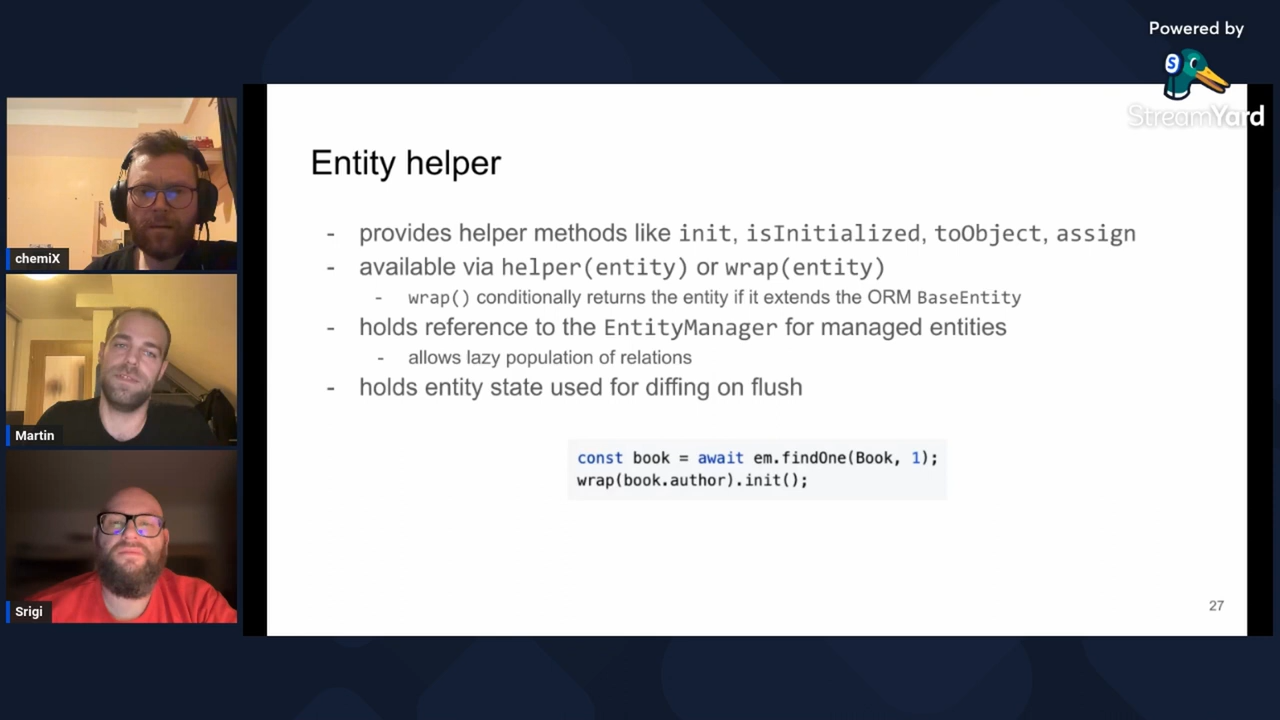 Powered by
S
StreamYard
chemiX
Martin
Srigi
Entity helper
- provides helper methods like init, isInitialized, toObject, assign
- available via helper(entity) or wrap(entity)
- wrap() conditionally returns the entity if it extends the ORM BaseEntity
- holds reference to the EntityManager for managed entities
- allows lazy population of relations
- holds entity state used for diffing on flush
const book = await em.findOne(Book, 1);
wrap(book.author).init();
27